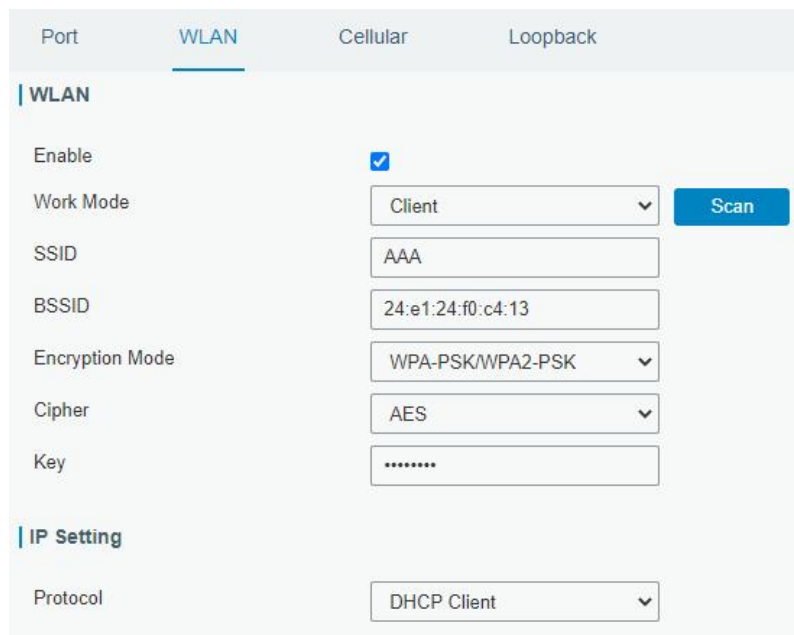 Port WLAN Cellular Loopback
WLAN
Enable
Work Mode Client Scan
SSID AAA
BSSID 24:e1:24:f0:c4:13
Encryption Mode WPA-PSK/WPA2-PSK
Cipher AES
Key ••••••••
IP Setting
Protocol DHCP Client